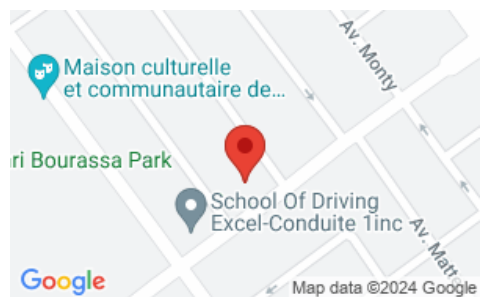 Av. Monty
Maison culturelle
et communautaire de...
ri Bourassa Park
School Of Driving
Excel-Conduite 1inc
Av. Matt
Google
Map data ©2024 Google